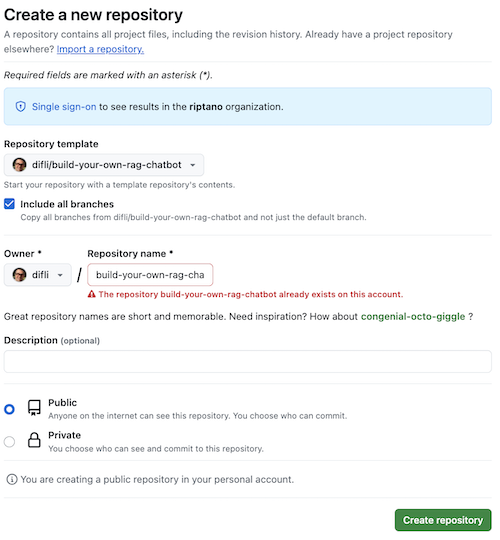 Create a new repository
A repository contains all project files, including the revision history. Already have a project repository
elsewhere? Import a repository.
Required fields are marked with an asterisk (*).
Single sign-on to see results in the riptano organization.
Repository template
difli/build-your-own-rag-chatbot
Start your repository with a template repository's contents.
Include all branches
Copy all branches from difli/build-your-own-rag-chatbot and not just the default branch.
Owner * Repository name *
difli / build-your-own-rag-cha
The repository build-your-own-rag-chatbot already exists on this account.
Great repository names are short and memorable. Need inspiration? How about congenial-octo-giggle ?
Description (optional)
Public
Anyone on the internet can see this repository. You choose who can commit.
Private
You choose who can see and commit to this repository.
You are creating a public repository in your personal account.
Create repository